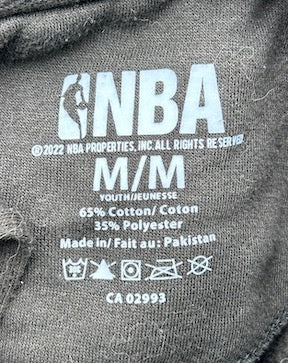 NBA
©2022 NBA PROPERTIES, INC. ALL RIGHTS RESERVED.
M/M
YOUTH/JEUNESSE
65% Cotton/ Coton
35% Polyester
Made in/ Fait au: Pakistan
CA 02993